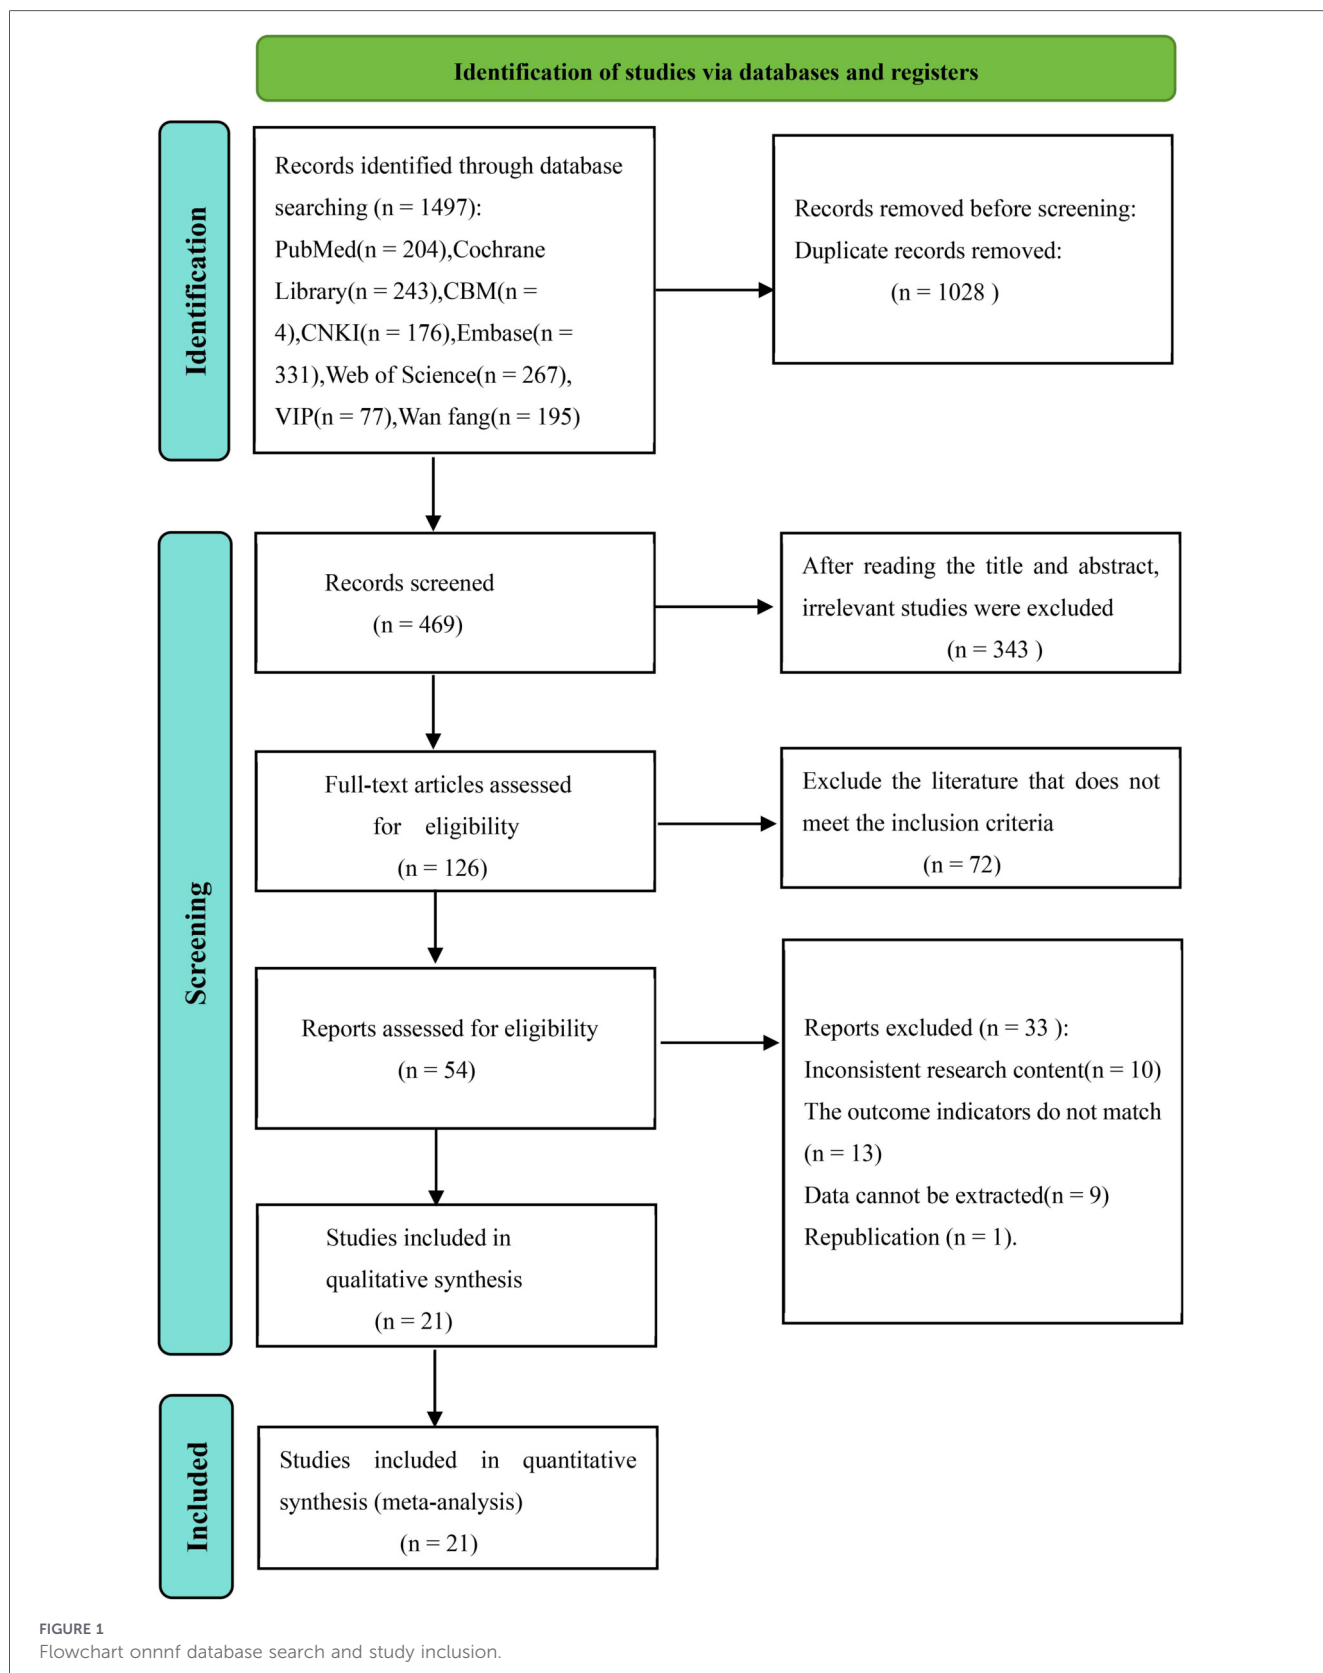 Identification of studies via databases and registers
Identification
Records identified through database
searching (n = 1497):
PubMed(n = 204),Cochrane
Library(n = 243),CBM(n =
4),CNKI(n = 176),Embase(n =
331),Web of Science(n = 267),
VIP(n = 77),Wan fang(n = 195)
Records removed before screening:
Duplicate records removed:
(n = 1028 )
Screening
Records screened
(n = 469)
After reading the title and abstract,
irrelevant studies were excluded
(n = 343 )
Full-text articles assessed
for eligibility
(n = 126)
Exclude the literature that does not
meet the inclusion criteria
(n = 72)
Reports assessed for eligibility
(n = 54)
Reports excluded (n = 33 ):
Inconsistent research content(n = 10)
The outcome indicators do not match
(n = 13)
Data cannot be extracted(n = 9)
Republication (n = 1).
Studies included in
qualitative synthesis
(n = 21)
Included
Studies included in quantitative
synthesis (meta-analysis)
(n = 21)
FIGURE 1
Flowchart onnnf database search and study inclusion.